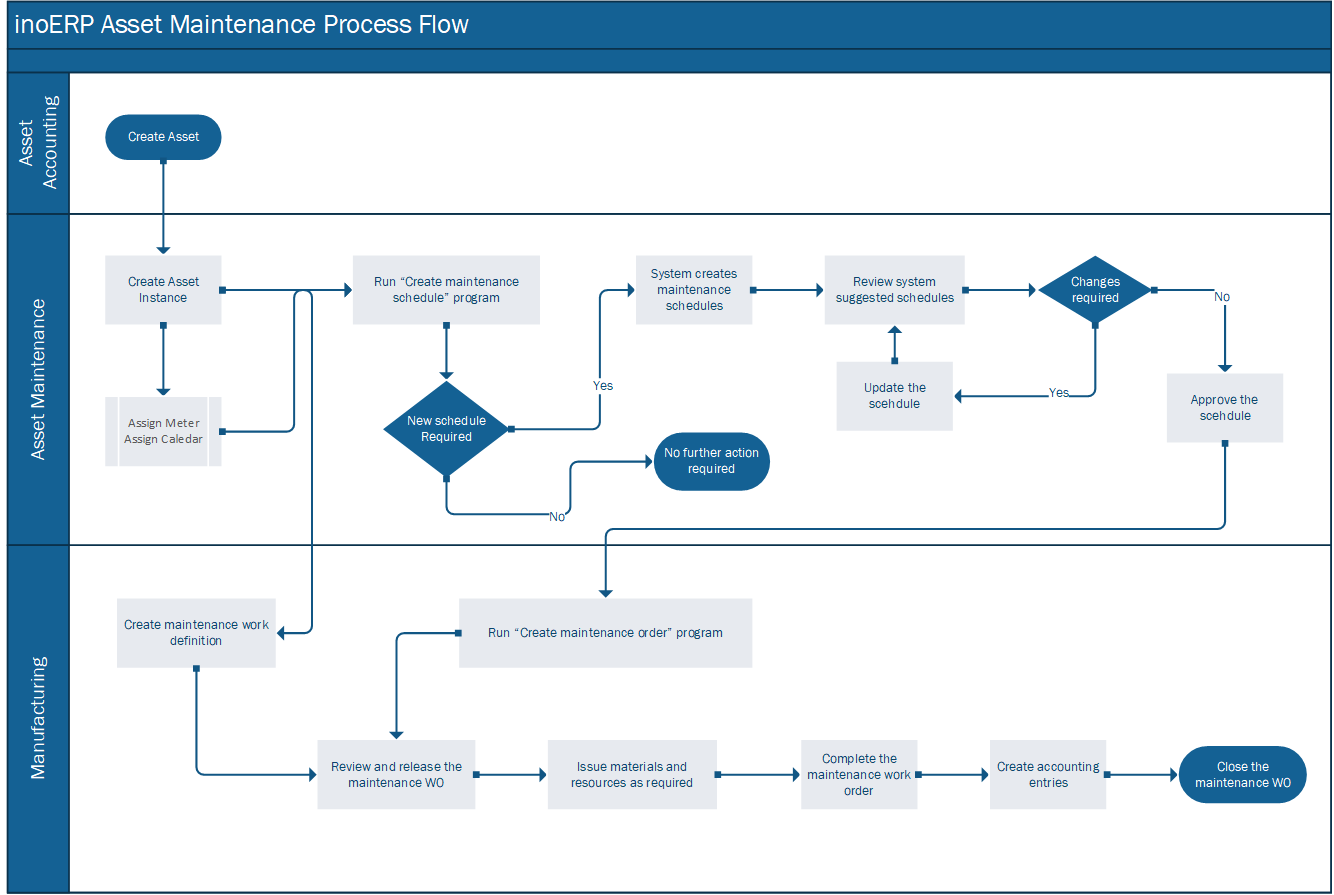 inoERP Asset Maintenance Process Flow
Asset
Accounting
Create Asset
Asset Maintenance
Create Asset
Instance
Run “Create maintenance
schedule” program
System creates
maintenance
schedules
Review system
suggested schedules
Changes
required
No
Yes
Update the
scehdule
Yes
Approve the
scehdule
Assign Meter
Assign Caledar
New schedule
Required
No further action
required
No
Manufacturing
Create maintenance work
definition
Run “Create maintenance order” program
Review and release the
maintenance WO
Issue materials and
resources as required
Complete the
maintenance work
order
Create accounting
entries
Close the
maintenance WO